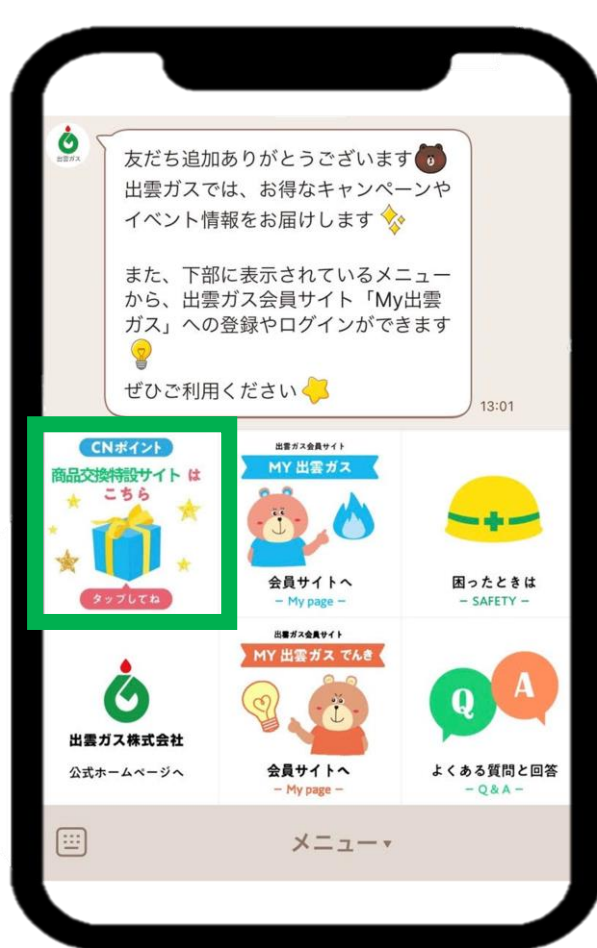 出雲ガス
友だち追加ありがとうございます
出雲ガスでは、お得なキャンペーンや
イベント情報をお届けします
また、下部に表示されているメニュー
から、出雲ガス会員サイト「My出雲
ガス」への登録やログインができます
ぜひご利用ください
13:01
CNポイント
商品交換特設サイト は
こちら
タップしてね
出雲ガス会員サイト
MY 出雲ガス
会員サイトへ
– My page –
困ったときは
– SAFETY –
出雲ガス株式会社
公式ホームページへ
出雲ガス会員サイト
MY 出雲ガス でんき
会員サイトへ
– My page –
Q A
よくある質問と回答
– Q & A –
メニュー▼